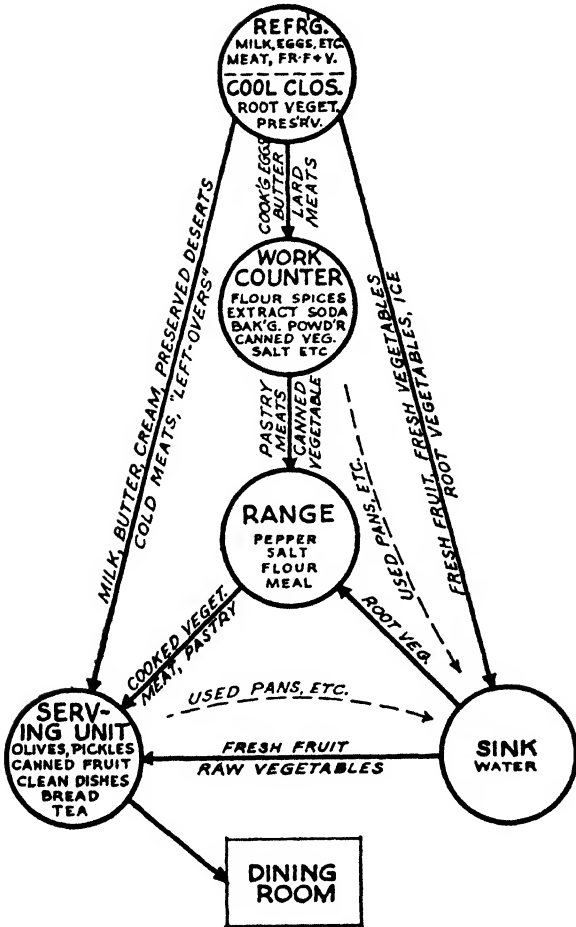 REFR'G.
MILK, EGGS, ETC.
MEAT, FR·F+V.
COOL CLOS.
ROOT VEGET.
PRES'RV.
COOK'G EGGS
BUTTER
LARD
MEATS
MILK, BUTTER, CREAM, PRESERVED DESERTS
COLD MEATS, "LEFT-OVERS"
FRESH FRUIT, FRESH VEGETABLES
ROOT VEGETABLES, ICE
WORK
COUNTER
FLOUR SPICES
EXTRACT SODA
BAK'G. POWD'R
CANNED VEG.
SALT ETC
PASTRY
MEATS
CANNED
VEGETABLE
USED PANS, ETC.
RANGE
PEPPER
SALT
FLOUR
MEAL
COOKED VEGET.
MEAT, PASTRY
ROOT VEG.
USED PANS, ETC.
SERV-
ING UNIT
OLIVES, PICKLES
CANNED FRUIT
CLEAN DISHES
BREAD
TEA
FRESH FRUIT
RAW VEGETABLES
SINK
WATER
DINING
ROOM